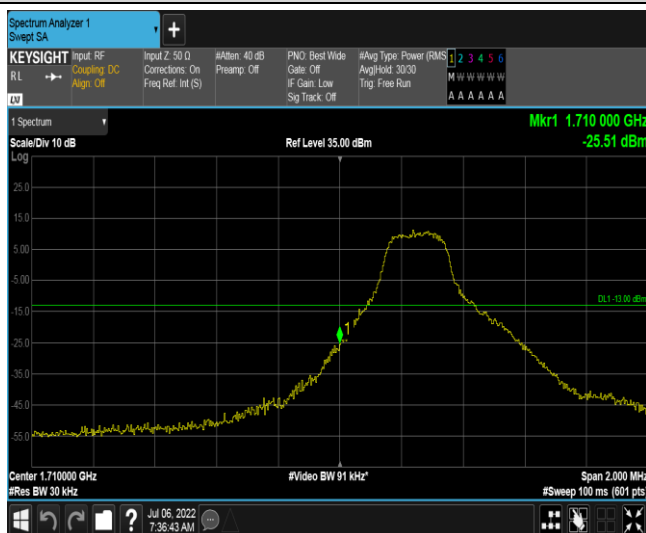 Spectrum Analyzer 1
Swept SA
+
KEYSIGHT Input: RF
RL Coupling: DC
Align: Off
LXI
Input Z: 50 Ω
Corrections: On
Freq Ref: Int (S)
#Atten: 40 dB
Preamp: Off
PNO: Best Wide
Gate: Off
IF Gain: Low
Sig Track: Off
#Avg Type: Power (RMS
Avg|Hold: 30/30
Trig: Free Run
1 2 3 4 5 6
M W W W W W
A A A A A A
1 Spectrum
Mkr1 1.710 000 GHz
-25.51 dBm
Scale/Div 10 dB
Ref Level 35.00 dBm
Log
25.0
15.0
5.00
-5.00
DL1 -13.00 dBm
-15.0
1
-25.0
-35.0
-45.0
-55.0
Center 1.710000 GHz
#Video BW 91 kHz*
Span 2.000 MHz
#Res BW 30 kHz
#Sweep 100 ms (601 pts)
?
Jul 06, 2022
7:36:43 AM